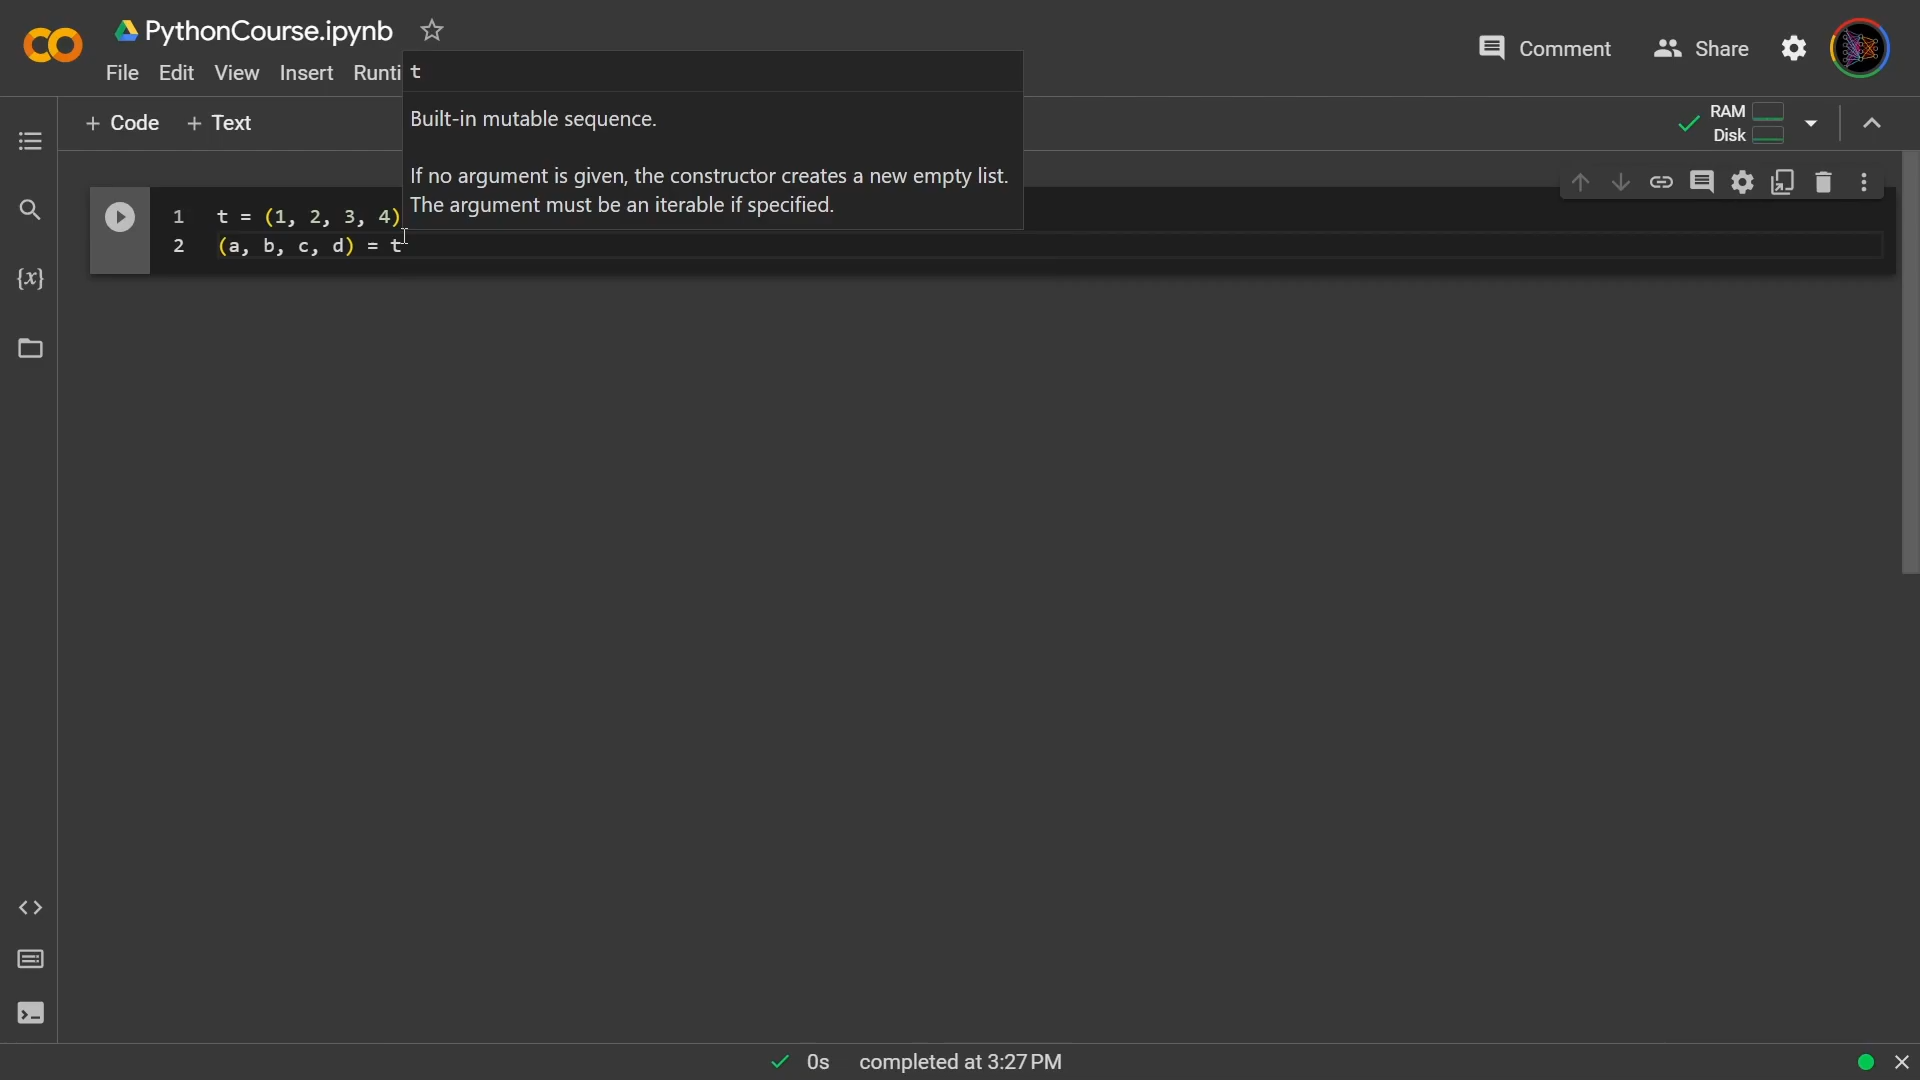 PythonCourse.ipynb
File Edit View Insert Runti
Comment Share
t
Built-in mutable sequence.
If no argument is given, the constructor creates a new empty list.
The argument must be an iterable if specified.
+ Code + Text
RAM
Disk
{x}
1 t = (1, 2, 3, 4)
2 (a, b, c, d) = t
0s completed at 3:27 PM